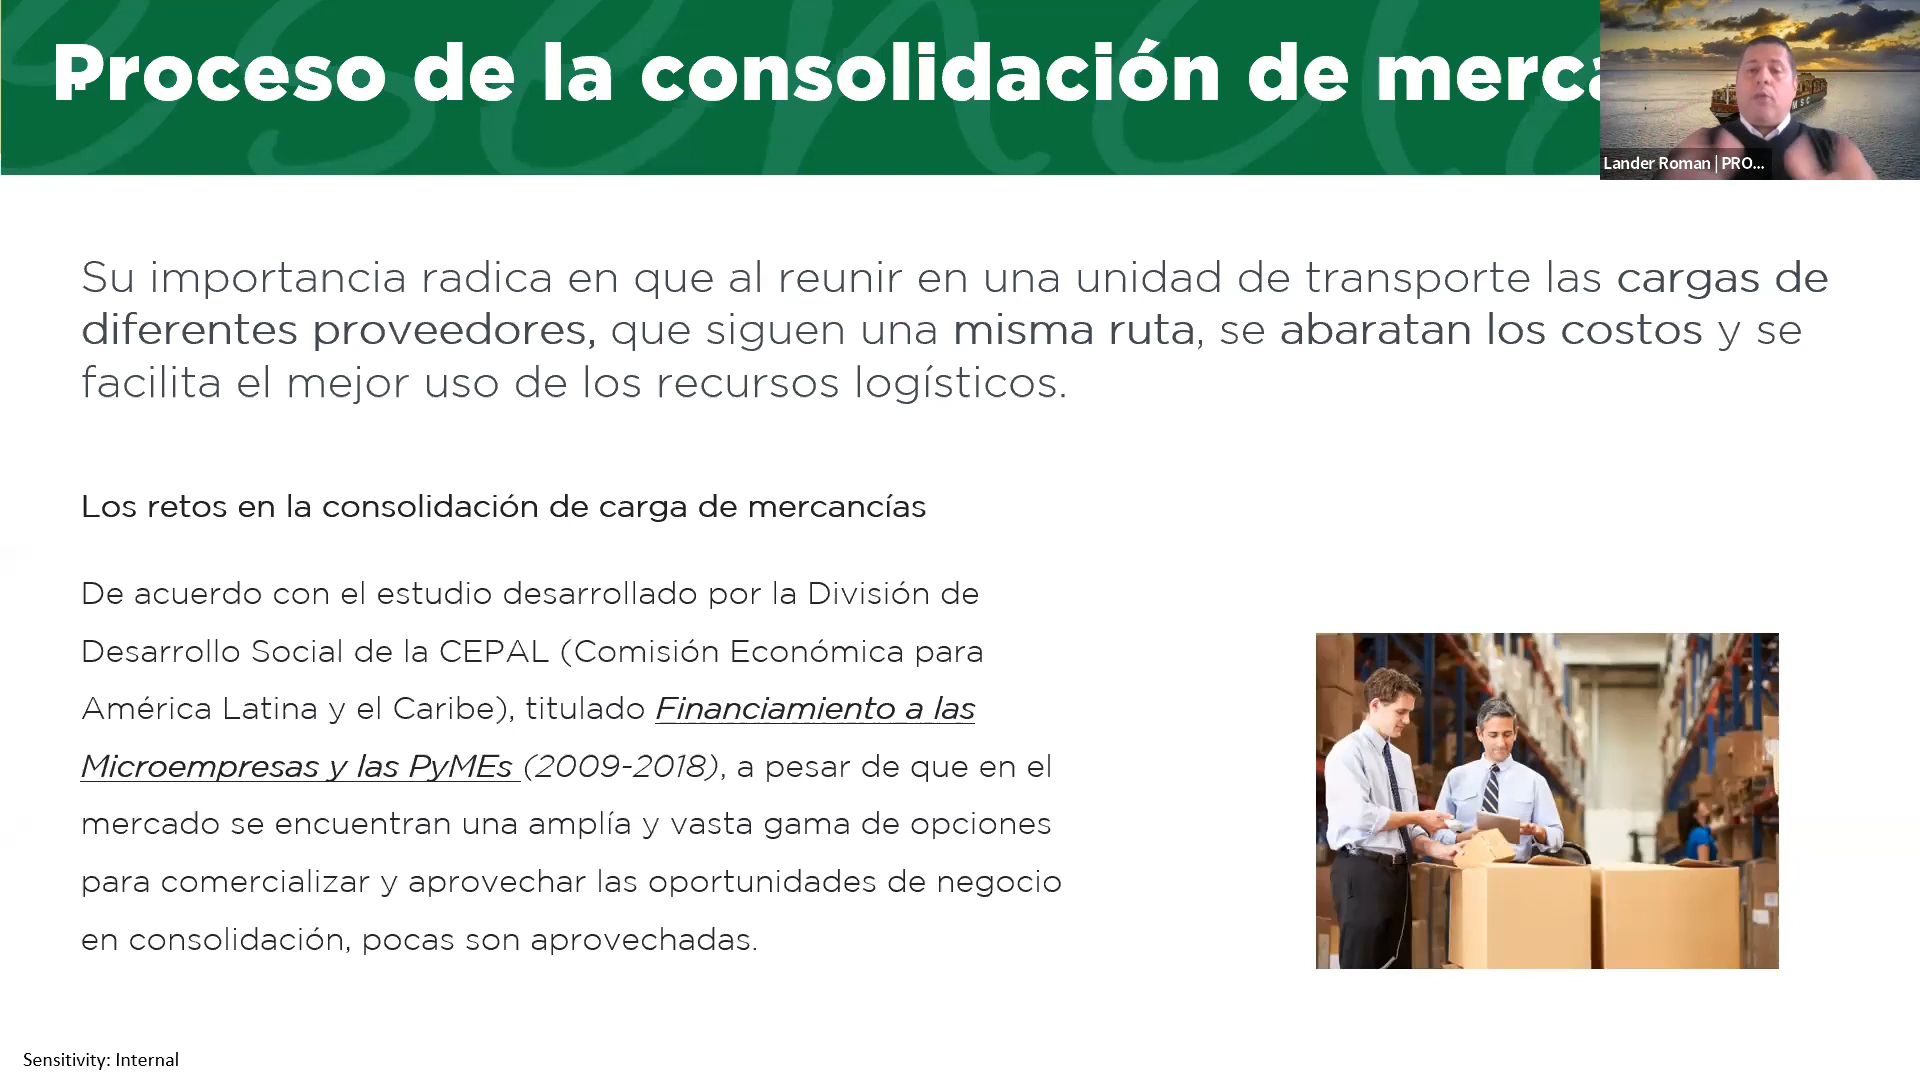 Proceso de la consolidación de merca
MSC
Lander Roman | PRO...
Su importancia radica en que al reunir en una unidad de transporte las cargas de
diferentes proveedores, que siguen una misma ruta, se abaratan los costos y se
facilita el mejor uso de los recursos logísticos.
Los retos en la consolidación de carga de mercancías
De acuerdo con el estudio desarrollado por la División de
Desarrollo Social de la CEPAL (Comisión Económica para
América Latina y el Caribe), titulado Financiamiento a las
Microempresas y las PyMEs (2009-2018), a pesar de que en el
mercado se encuentran una amplía y vasta gama de opciones
para comercializar y aprovechar las oportunidades de negocio
en consolidación, pocas son aprovechadas.
Sensitivity: Internal